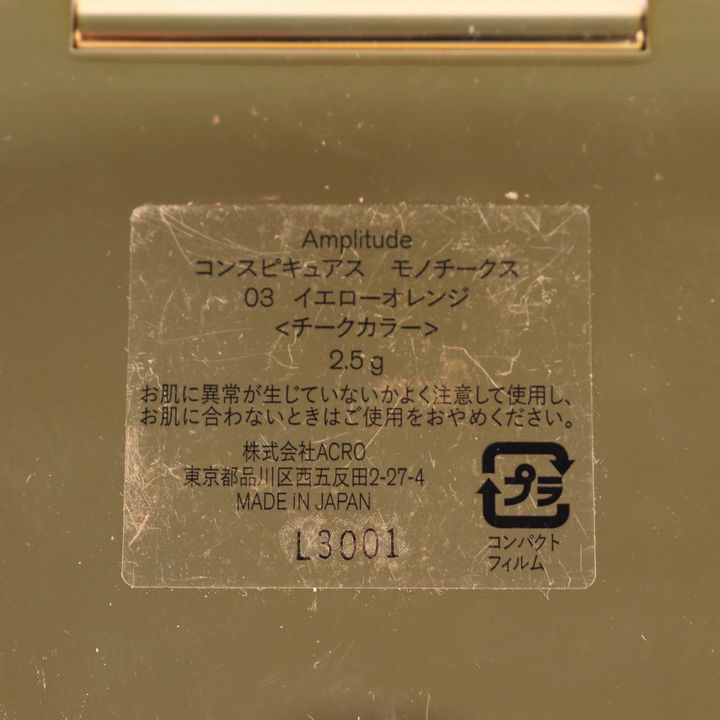 Amplitude
コンスピキュアス モノチークス
03 イエローオレンジ
<チークカラー>
2.5g
お肌に異常が生じていないかよく注意して使用し、
お肌に合わないときはご使用をおやめください。
株式会社ACRO
東京都品川区西五反田2-27-4
MADE IN JAPAN
L3001
プラ
コンパクト
フィルム